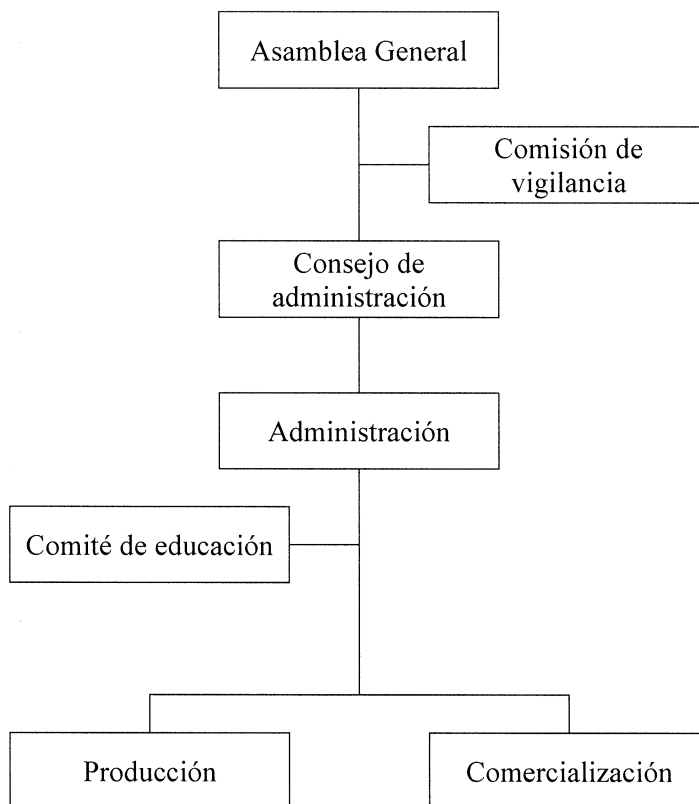 Asamblea General
Comisión de
vigilancia
Consejo de
administración
Administración
Comité de educación
Producción
Comercialización